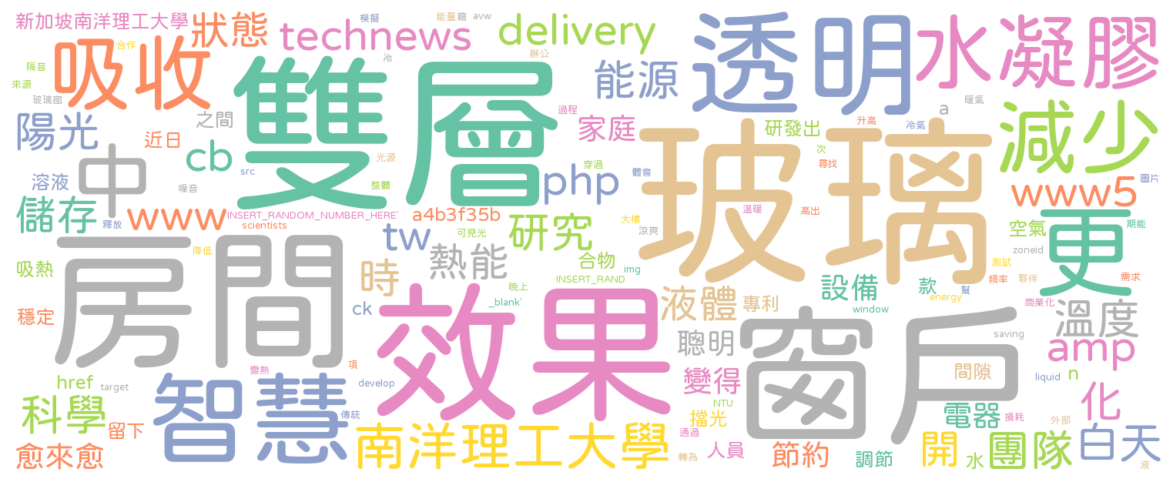 新加坡南洋理工大學
合作
狀態
模擬
能量
藉
avw
technews
冷
delivery
辦公
透明
水凝膠
隔音
來源
玻璃窗
吸收
雙層
能源
暖氣
陽光
近日
之間
過程
家庭
研發出
升高
冷氣
a
減少
中
cb
光源
穿過
玻璃
次
尋找
溶液
噪音
src
整體
php
體會
www5
圖片
儲存
釋放
www
INSERT_RANDOM_NUMBER_HERE'
scientists
a4b3f35b
溫暖
高出
更
期能
tw
可見光
研究
大樓
涼爽
空氣
zoneid
房間
降低
熱能
合物
測試
吸熱
時
晚上
img
INSERT_RAND
設備
款
頻率
夥伴
需求
energy
幫
穩定
ck
_blank`
效果
液體
專利
window
商業化
溫度
聰明
窗戶
saving
amp
變熱
項
間隙
href
target
智慧
develop
變得
liquid
n
科學
傳統
NTU
擋光
電器
損耗
化
留下
外部
愈來愈
南洋理工大學
通過
轉為
人員
節約
調節
開
水
團隊
白天
液